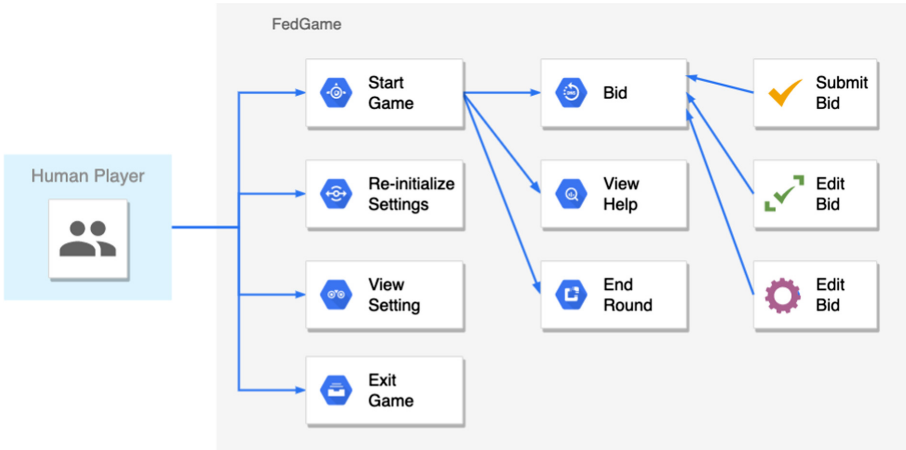 FedGame
Human Player
Start
Game
Re-initialize
Settings
View
Setting
Exit
Game
Bid
View
Help
End
Round
Submit
Bid
Edit
Bid
Edit
Bid